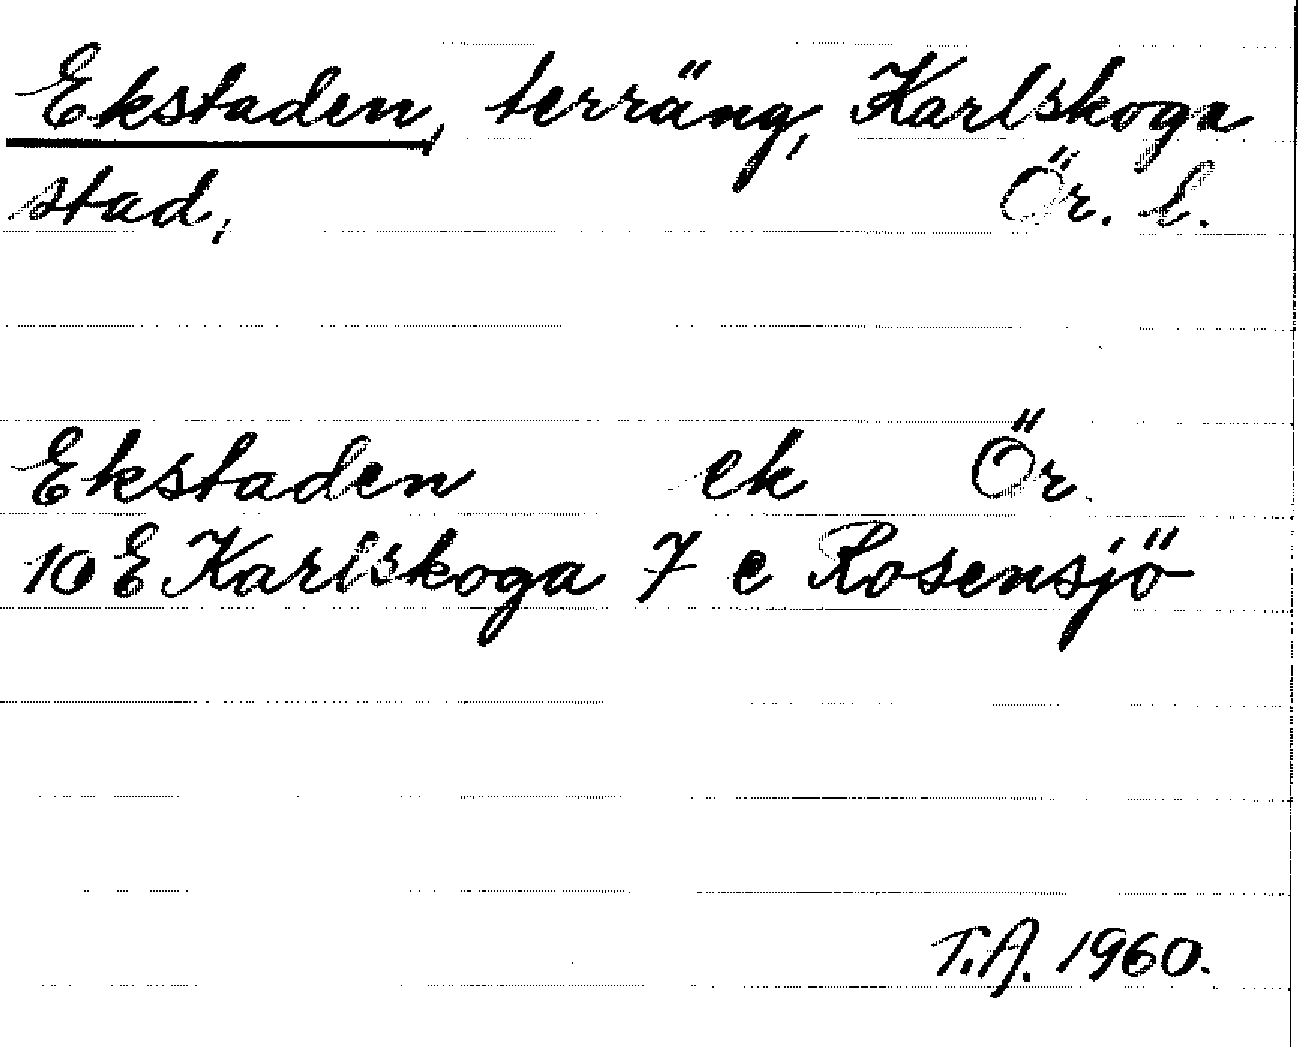 Ekstaden, terräng, Karlskoga
stad, Ör. l.
Ekstaden ek Ör.
10 E Karlskoga 7 c Rosensjö
T.A. 1960.